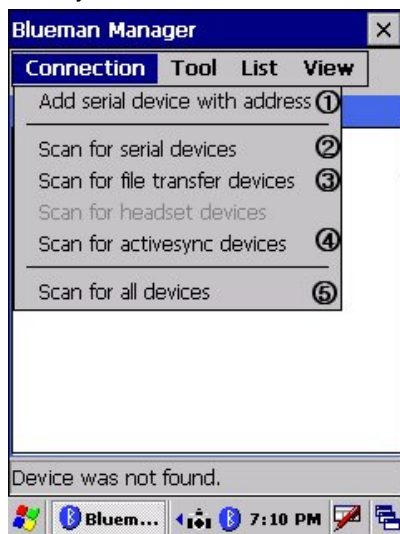 Blueman Manager
Connection Tool List View
Add serial device with address ①
Scan for serial devices ②
Scan for file transfer devices ③
Scan for headset devices
Scan for activesync devices ④
Scan for all devices ⑤
Device was not found.
Bluem... 7:10 PM